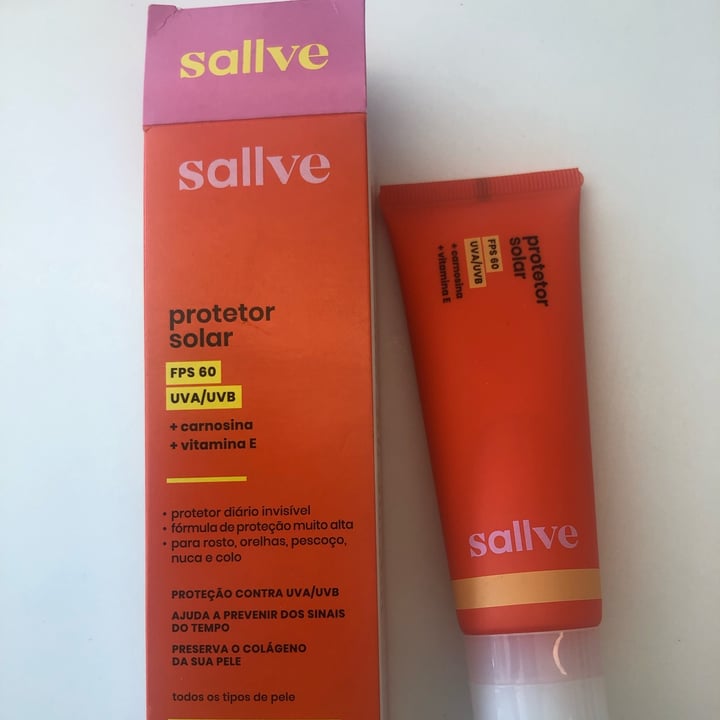 sallve
sallve
protetor
solar
FPS 60
UVA/UVB
+ carnosina
+ vitamina E
• protetor diário invisível
• fórmula de proteção muito alta
• para rosto, orelhas, pescoço,
nuca e colo
PROTEÇÃO CONTRA UVA/UVB
AJUDA A PREVENIR DOS SINAIS
DO TEMPO
PRESERVA O COLÁGENO
DA SUA PELE
todos os tipos de pele
protetor
solar
FPS 60
UVA/UVB
+ carnosina
+ vitamina E
sallve